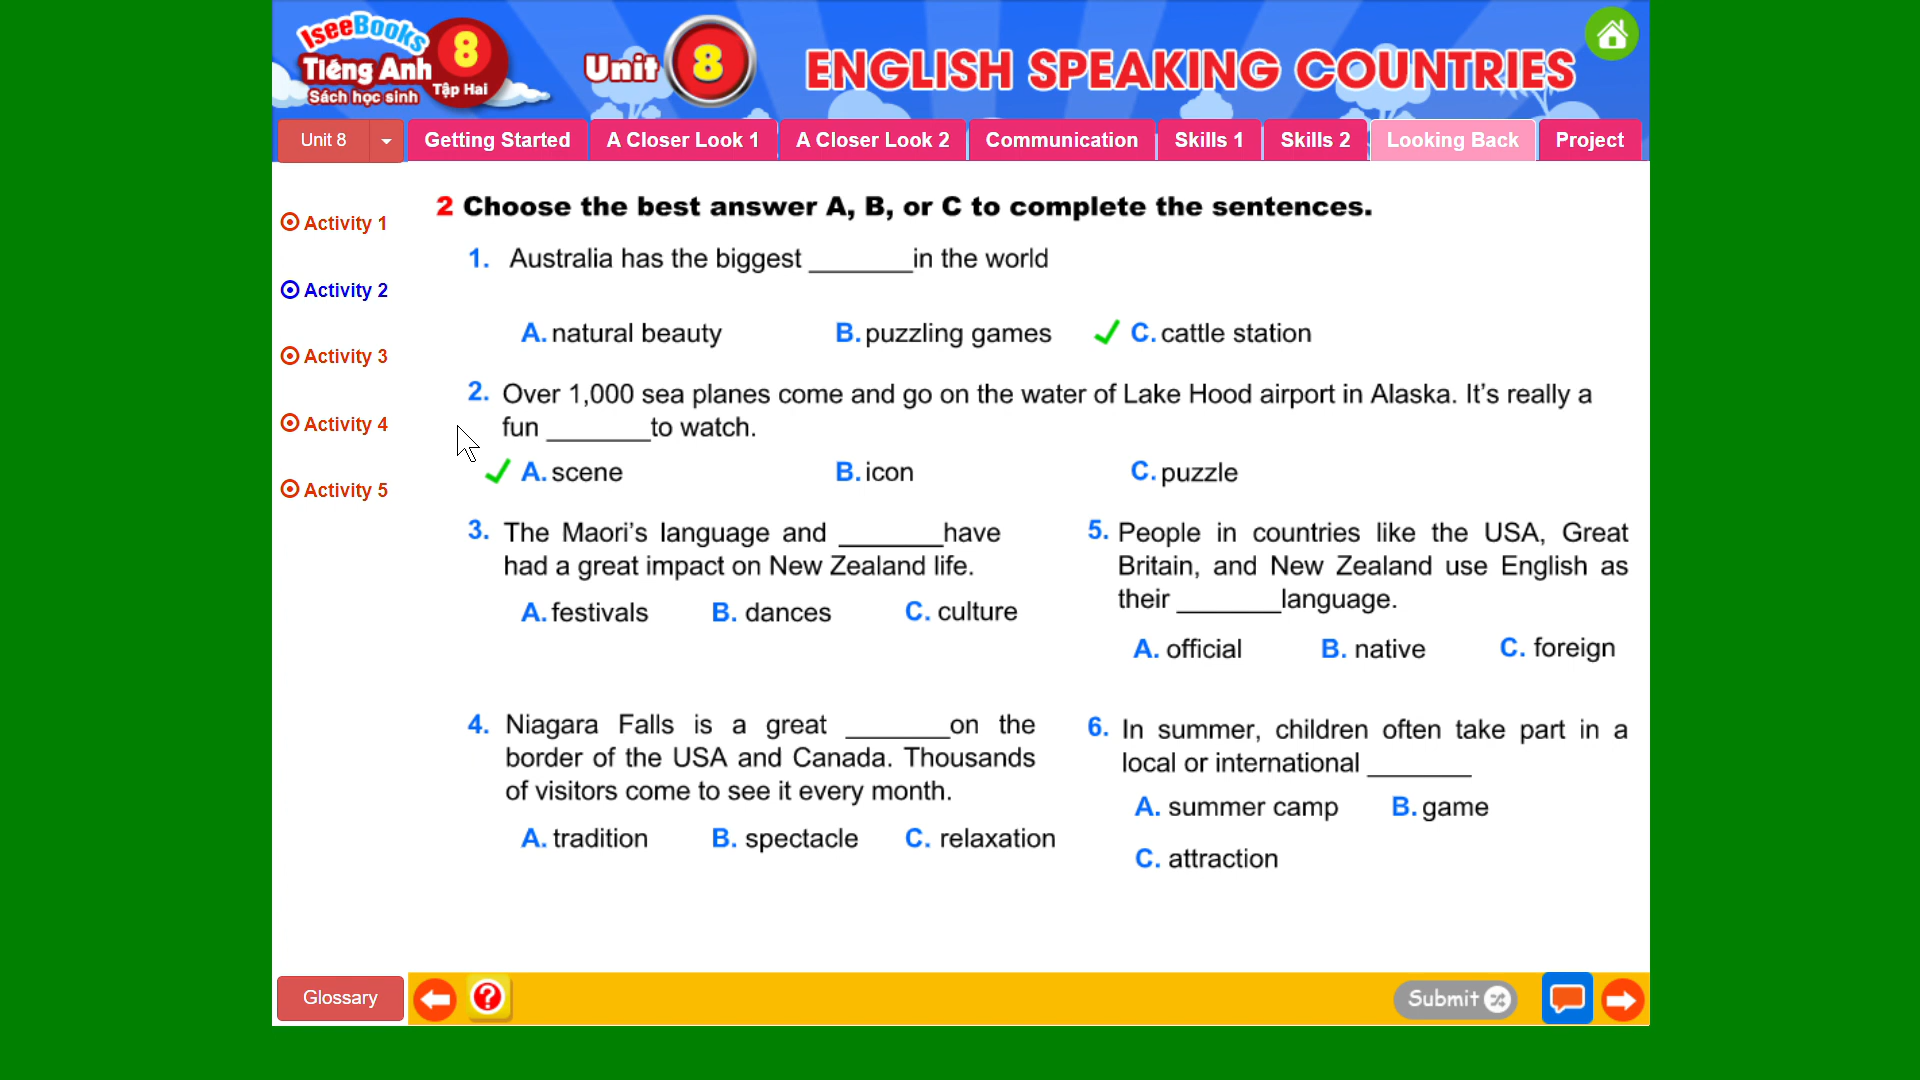 IseeBooks
Tiếng Anh 8
Sách học sinh Tập Hai
Unit 8 ENGLISH SPEAKING COUNTRIES
Unit 8 Getting Started A Closer Look 1 A Closer Look 2 Communication Skills 1 Skills 2 Looking Back Project
Activity 1
Activity 2
Activity 3
Activity 4
Activity 5
2 Choose the best answer A, B, or C to complete the sentences.
1. Australia has the biggest _______in the world
A. natural beauty B. puzzling games C. cattle station
2. Over 1,000 sea planes come and go on the water of Lake Hood airport in Alaska. It’s really a
fun _______to watch.
A. scene B. icon C. puzzle
3. The Maori’s language and _______have
had a great impact on New Zealand life.
A. festivals B. dances C. culture
4. Niagara Falls is a great _______on the
border of the USA and Canada. Thousands
of visitors come to see it every month.
A. tradition B. spectacle C. relaxation
5. People in countries like the USA, Great
Britain, and New Zealand use English as
their _______language.
A. official B. native C. foreign
6. In summer, children often take part in a
local or international _______
A. summer camp B. game
C. attraction
Glossary ? Submit